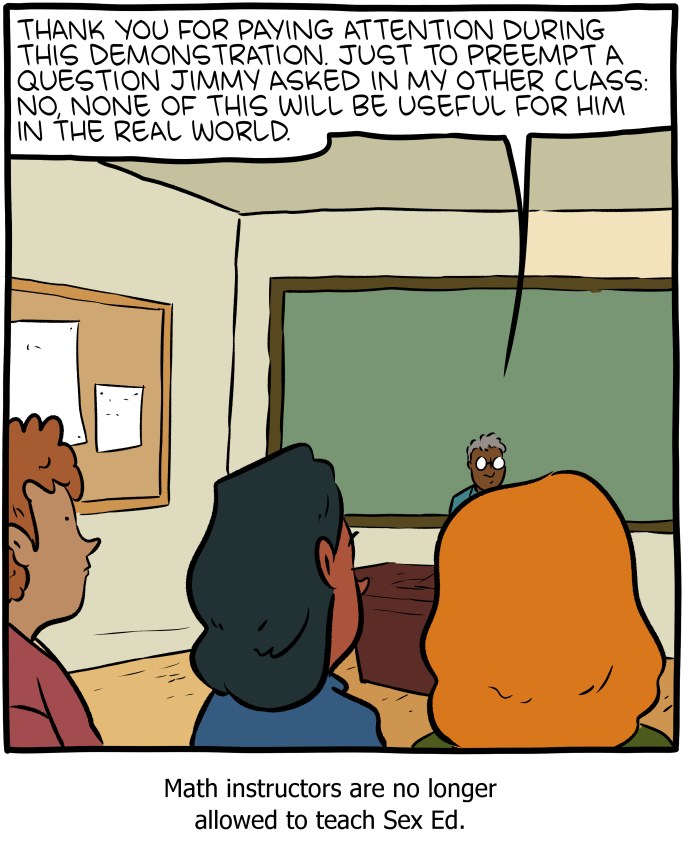 THANK YOU FOR PAYING ATTENTION DURING
THIS DEMONSTRATION. JUST TO PREEMPT A
QUESTION JIMMY ASKED IN MY OTHER CLASS:
NO, NONE OF THIS WILL BE USEFUL FOR HIM
IN THE REAL WORLD.
Math instructors are no longer
allowed to teach Sex Ed.